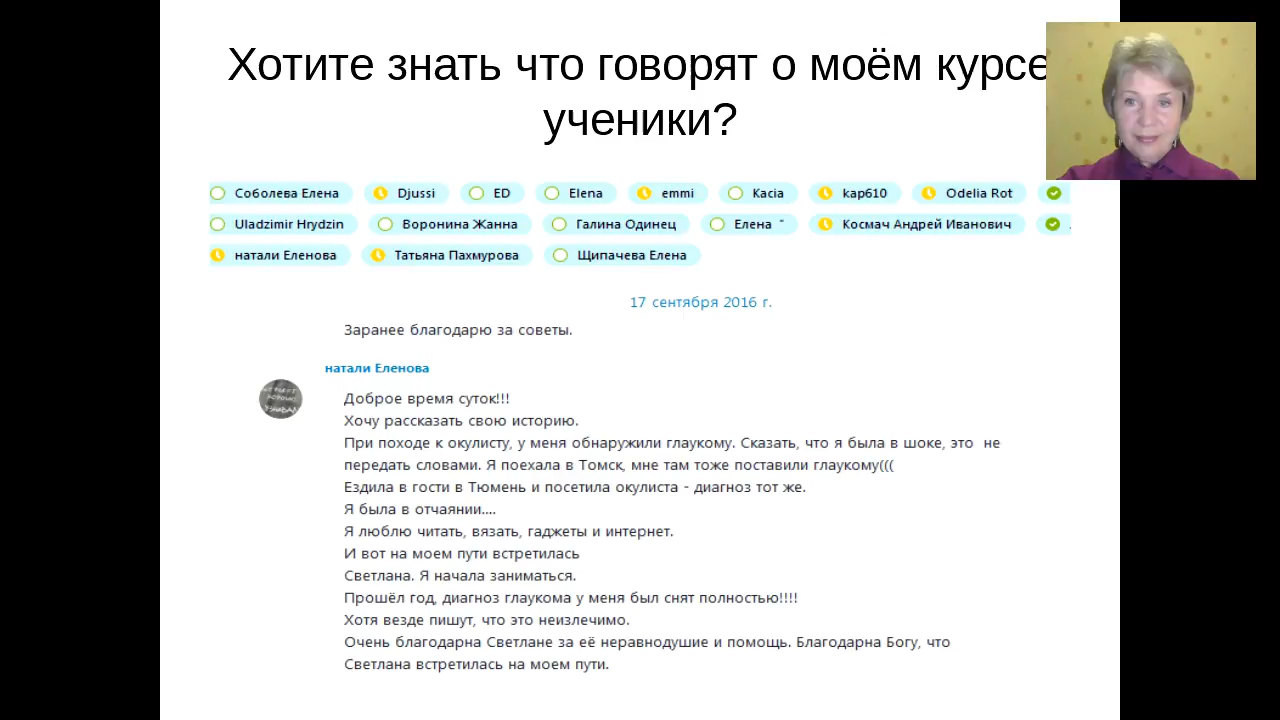 Хотите знать что говорят о моём курсе
ученики?
Соболева Елена Djussi ED Elena emmi Kacia kap610 Odelia Rot
Uladzimir Hrydzin Воронина Жанна Галина Одинец Елена ˜ Космач Андрей Иванович
натали Еленова Татьяна Пахмурова Щипачева Елена
17 сентября 2016 г.
Заранее благодарю за советы.
натали Еленова
Доброе время суток!!!
Хочу рассказать свою историю.
При походе к окулисту, у меня обнаружили глаукому. Сказать, что я была в шоке, это не
передать словами. Я поехала в Томск, мне там тоже поставили глаукому(((
Ездила в гости в Тюмень и посетила окулиста - диагноз тот же.
Я была в отчаянии....
Я люблю читать, вязать, гаджеты и интернет.
И вот на моем пути встретилась
Светлана. Я начала заниматься.
Прошёл год, диагноз глаукома у меня был снят полностью!!!!
Хотя везде пишут, что это неизлечимо.
Очень благодарна Светлане за её неравнодушие и помощь. Благодарна Богу, что
Светлана встретилась на моем пути.